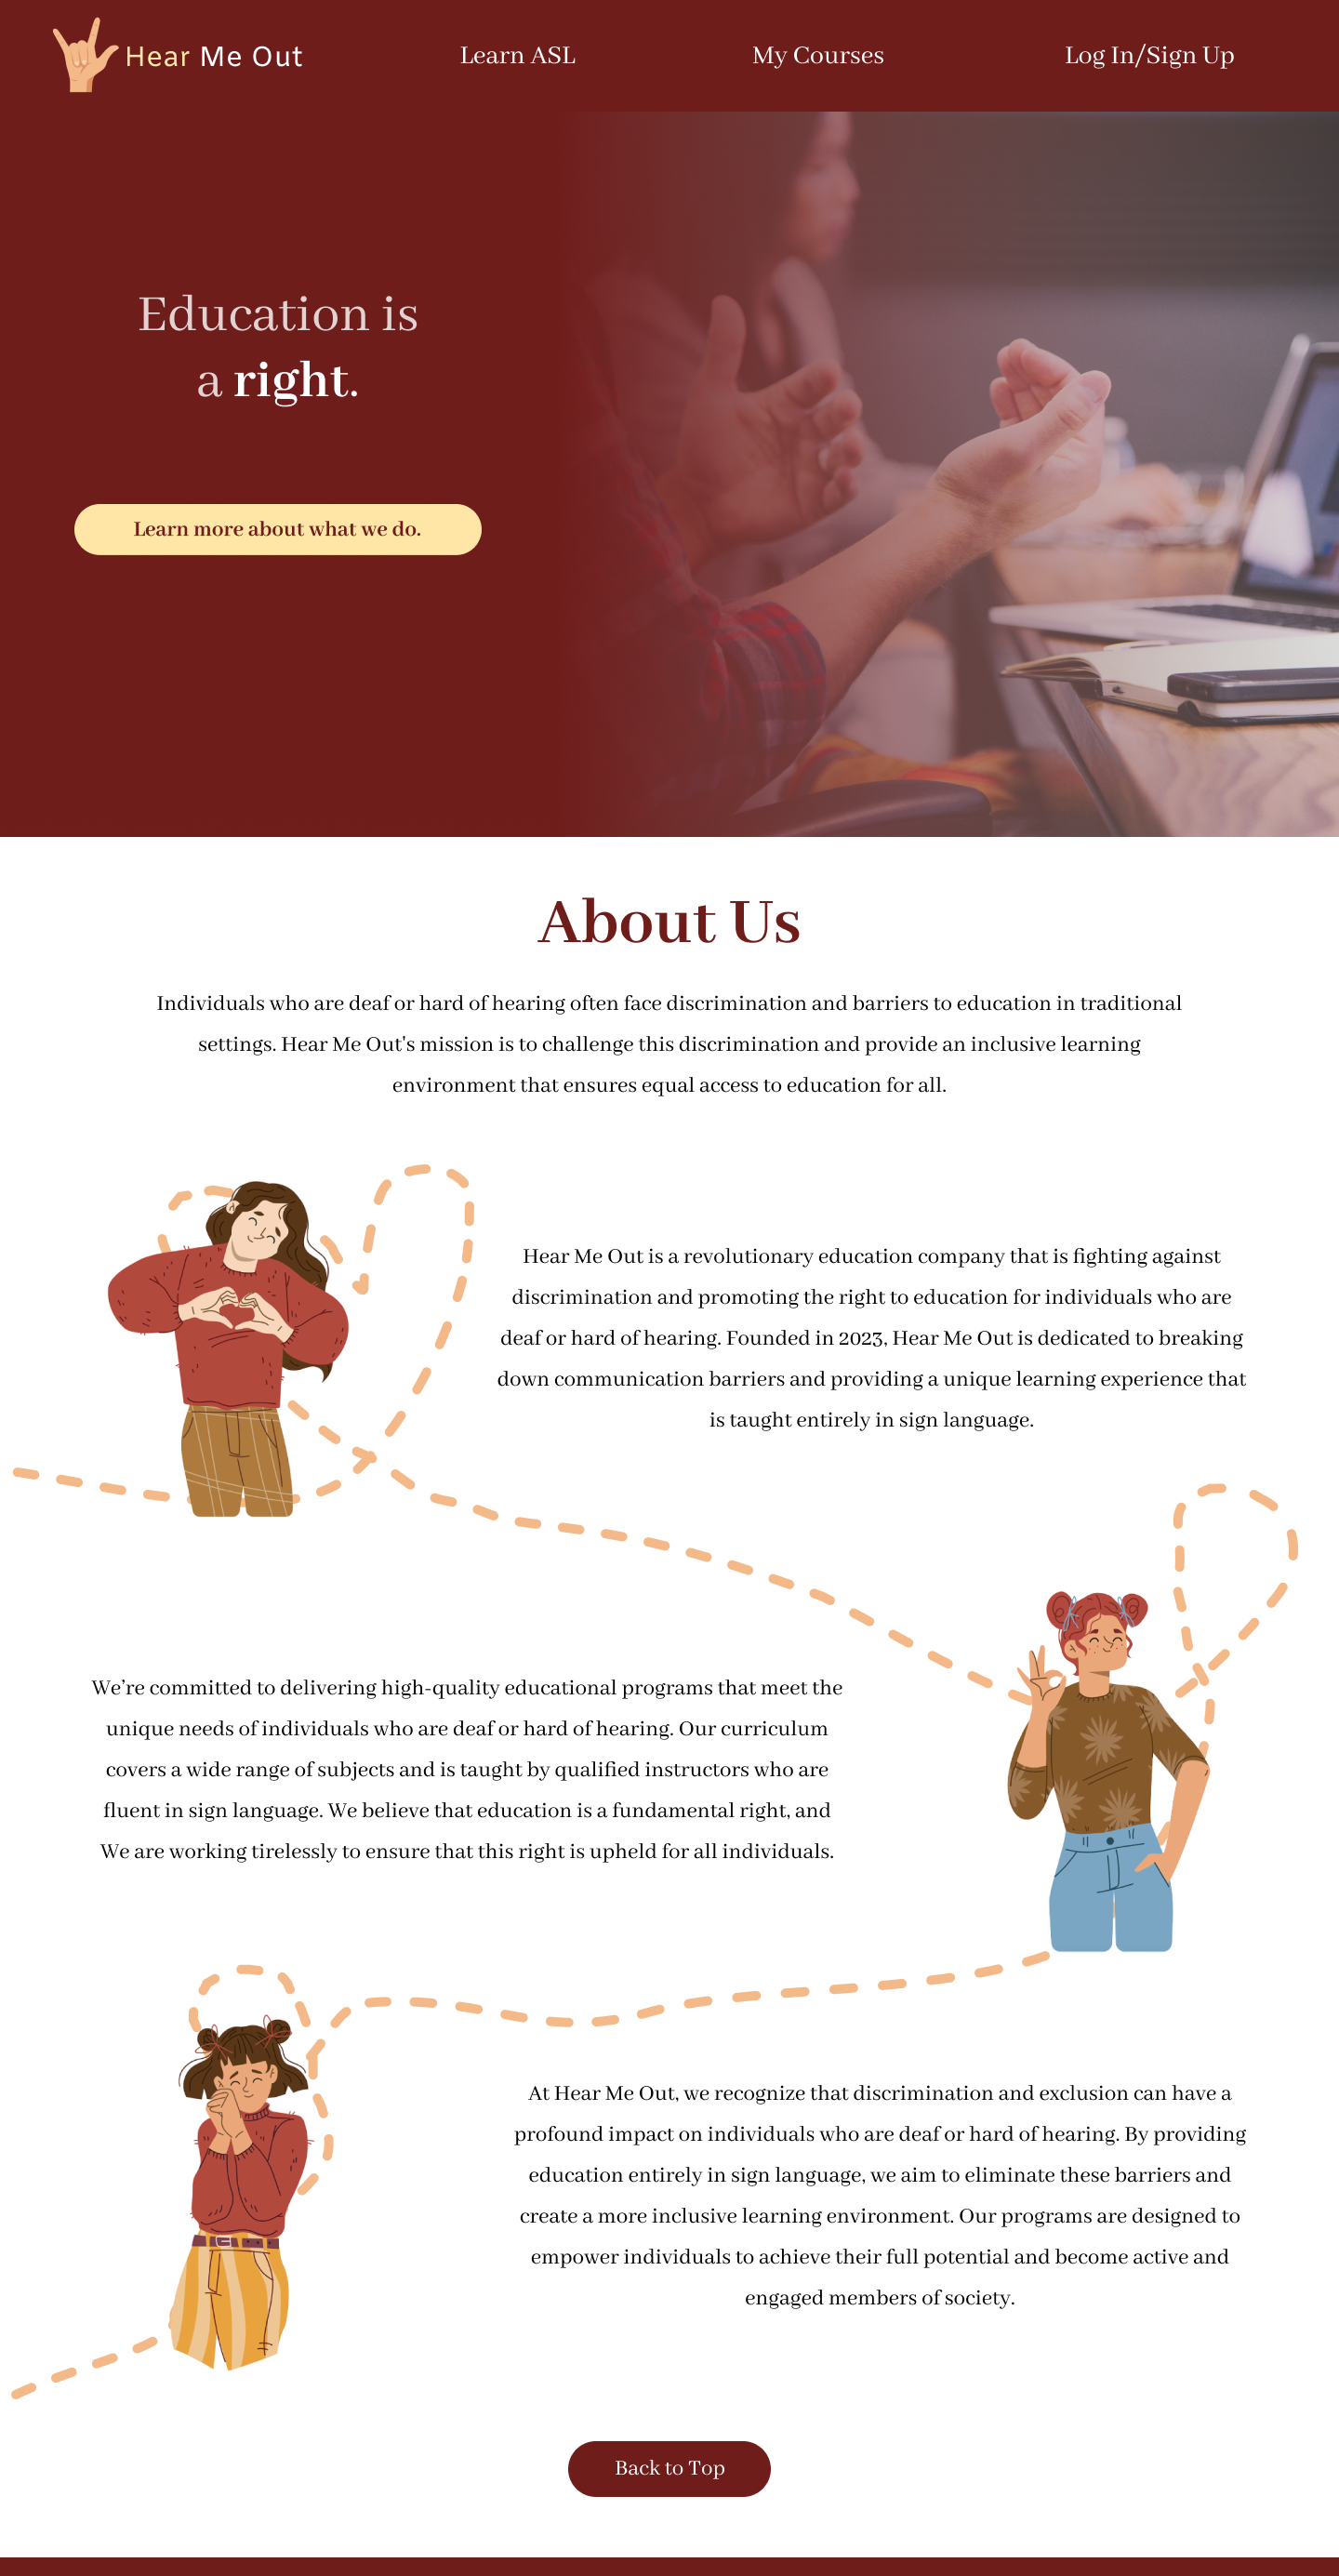 Hear Me Out
Learn ASL
My Courses
Log In/Sign Up
Education is
a right.
Learn more about what we do.
About Us
Individuals who are deaf or hard of hearing often face discrimination and barriers to education in traditional
settings. Hear Me Out's mission is to challenge this discrimination and provide an inclusive learning
environment that ensures equal access to education for all.
Hear Me Out is a revolutionary education company that is fighting against
discrimination and promoting the right to education for individuals who are
deaf or hard of hearing. Founded in 2023, Hear Me Out is dedicated to breaking
down communication barriers and providing a unique learning experience that
is taught entirely in sign language.
We’re committed to delivering high-quality educational programs that meet the
unique needs of individuals who are deaf or hard of hearing. Our curriculum
covers a wide range of subjects and is taught by qualified instructors who are
fluent in sign language. We believe that education is a fundamental right, and
We are working tirelessly to ensure that this right is upheld for all individuals.
At Hear Me Out, we recognize that discrimination and exclusion can have a
profound impact on individuals who are deaf or hard of hearing. By providing
education entirely in sign language, we aim to eliminate these barriers and
create a more inclusive learning environment. Our programs are designed to
empower individuals to achieve their full potential and become active and
engaged members of society.
Back to Top